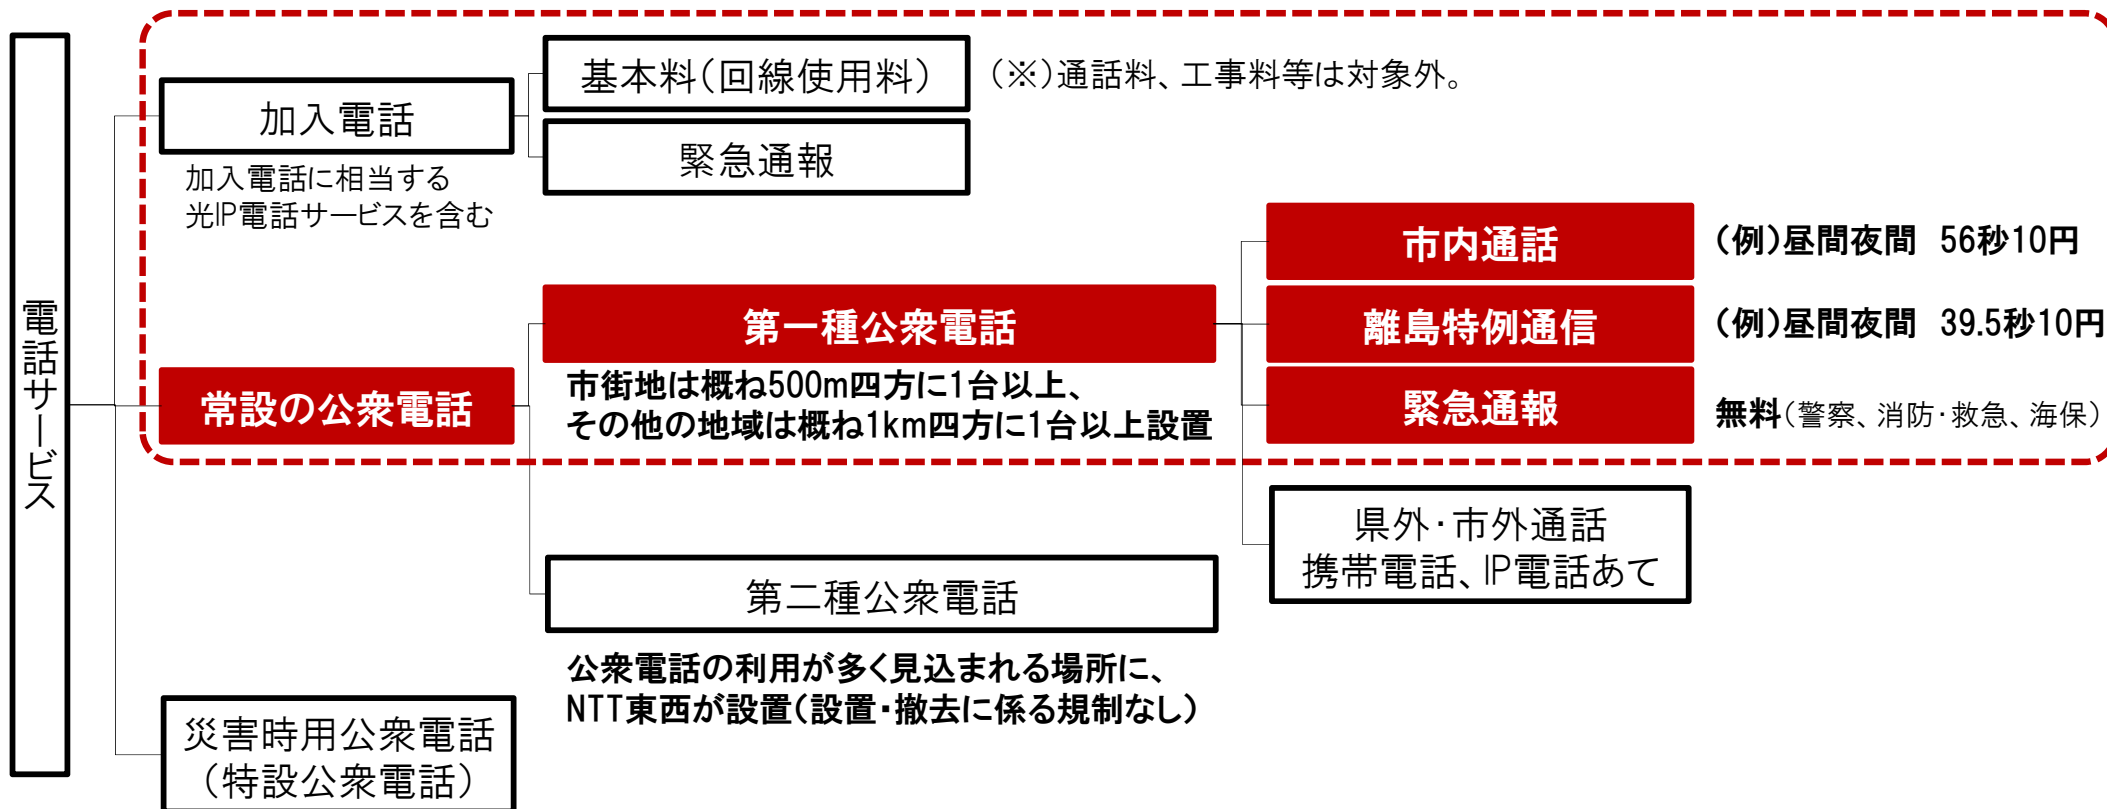 電話サービス
加入電話
加入電話に相当する
光IP電話サービスを含む
基本料（回線使用料）
（※）通話料、工事料等は対象外。
緊急通報
常設の公衆電話
第一種公衆電話
市街地は概ね500m四方に1台以上、
その他の地域は概ね1km四方に1台以上設置
市内通話
（例）昼間夜間　56秒10円
離島特例通信
（例）昼間夜間　39.5秒10円
緊急通報
無料（警察、消防・救急、海保）
県外・市外通話
携帯電話、IP電話あて
第二種公衆電話
公衆電話の利用が多く見込まれる場所に、
NTT東西が設置（設置・撤去に係る規制なし）
災害時用公衆電話
（特設公衆電話）